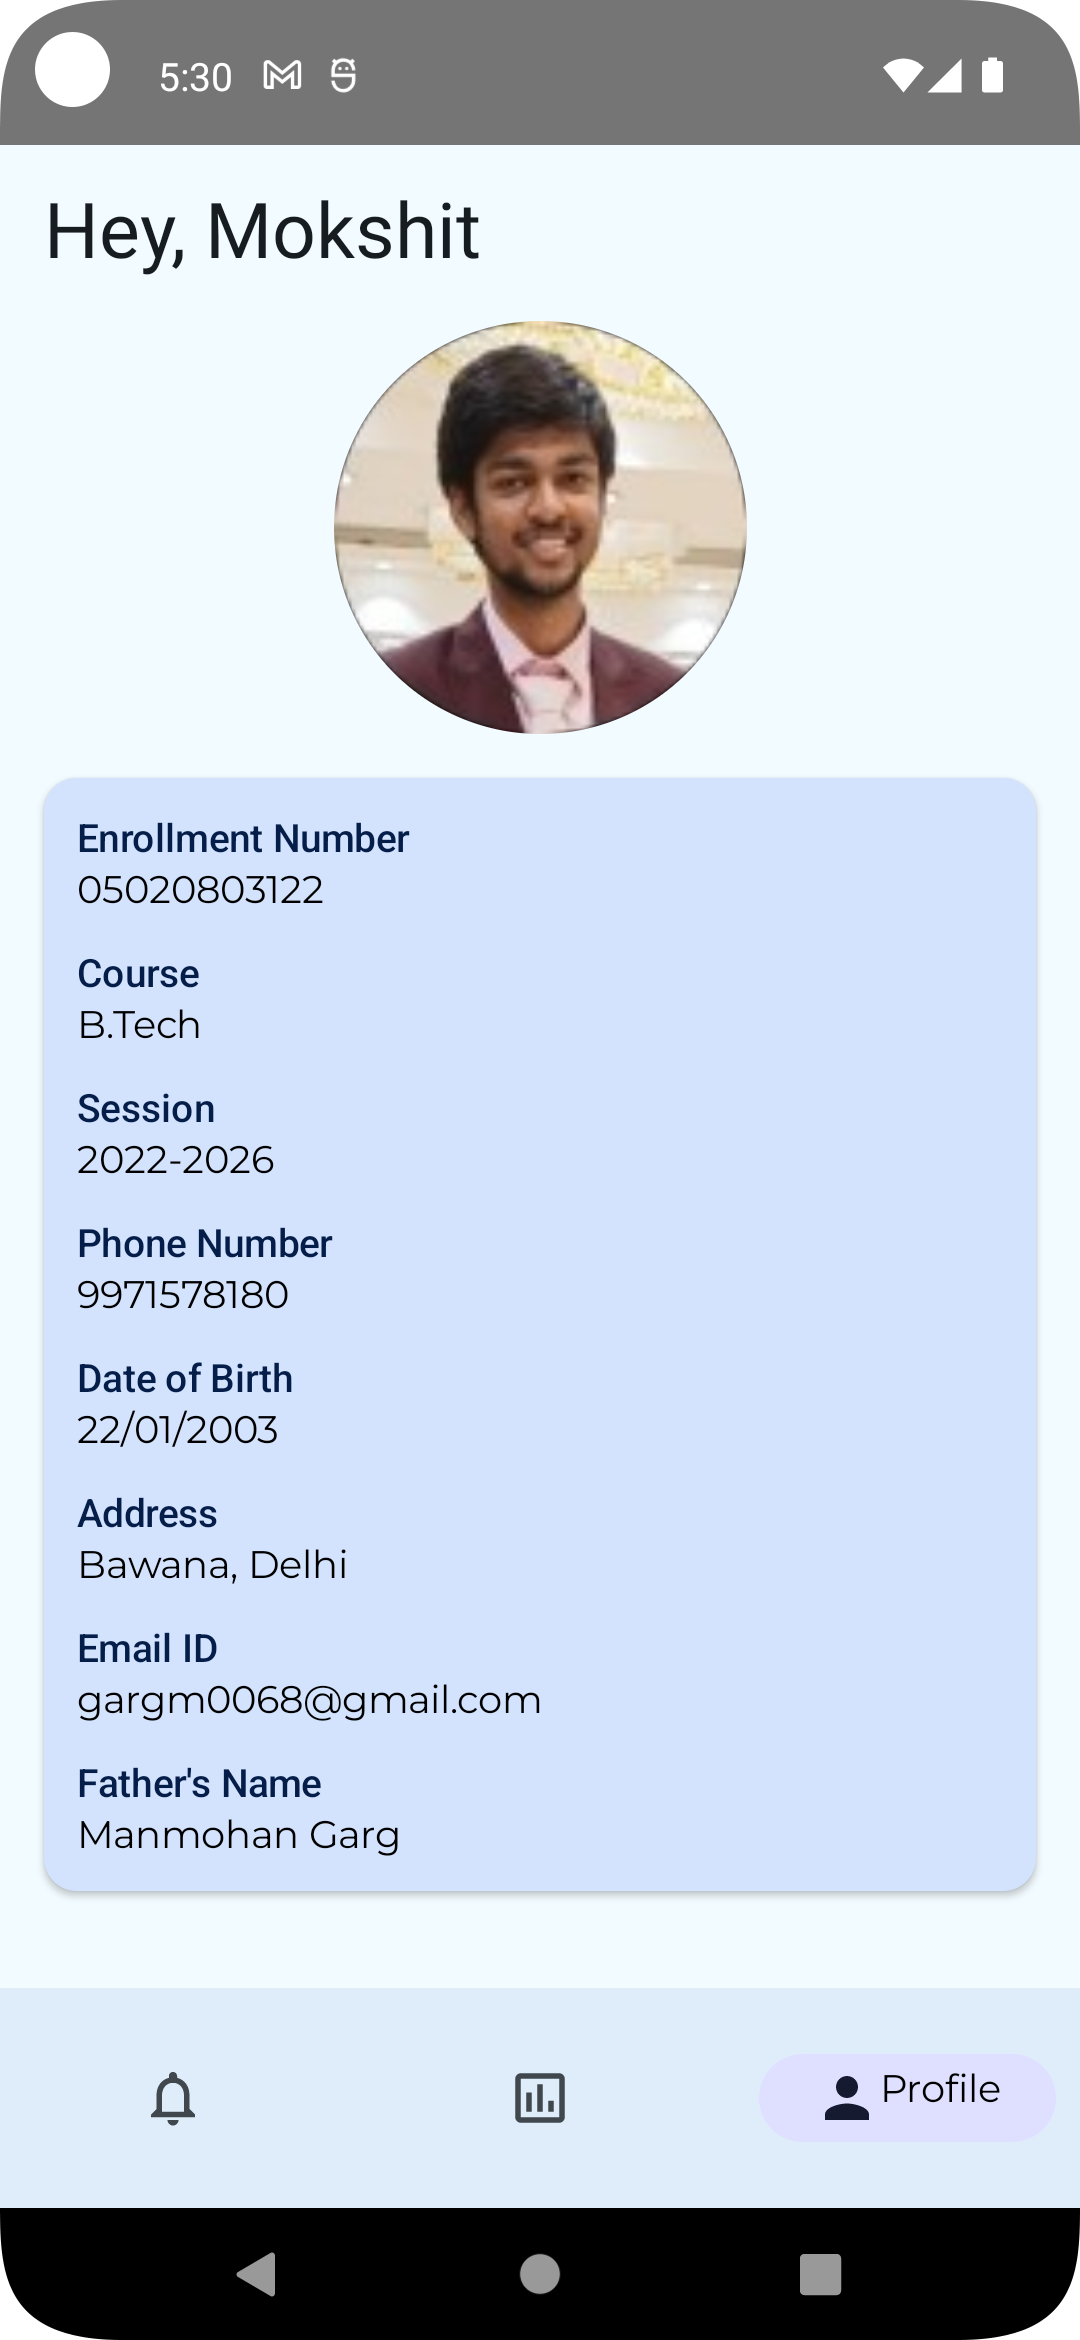 5:30
Hey, Mokshit
Enrollment Number
05020803122
Course
B.Tech
Session
2022-2026
Phone Number
9971578180
Date of Birth
22/01/2003
Address
Bawana, Delhi
Email ID
gargm0068@gmail.com
Father's Name
Manmohan Garg
Profile